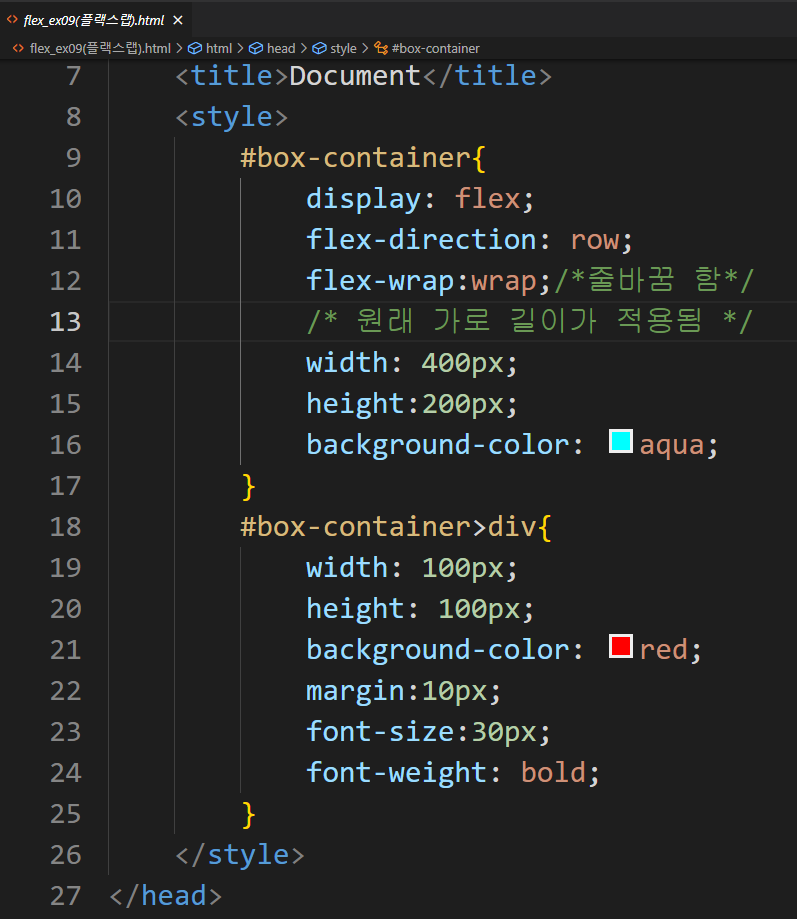 flex_ex09(플랙스랩).html
flex_ex09(플랙스랩).html > html > head > style > #box-container
7 <title>Document</title>
8 <style>
9 #box-container{
10 display: flex;
11 flex-direction: row;
12 flex-wrap:wrap;/*줄바꿈 함*/
13 /* 원래 가로 길이가 적용됨 */
14 width: 400px;
15 height:200px;
16 background-color: aqua;
17 }
18 #box-container>div{
19 width: 100px;
20 height: 100px;
21 background-color: red;
22 margin:10px;
23 font-size:30px;
24 font-weight: bold;
25 }
26 </style>
27 </head>